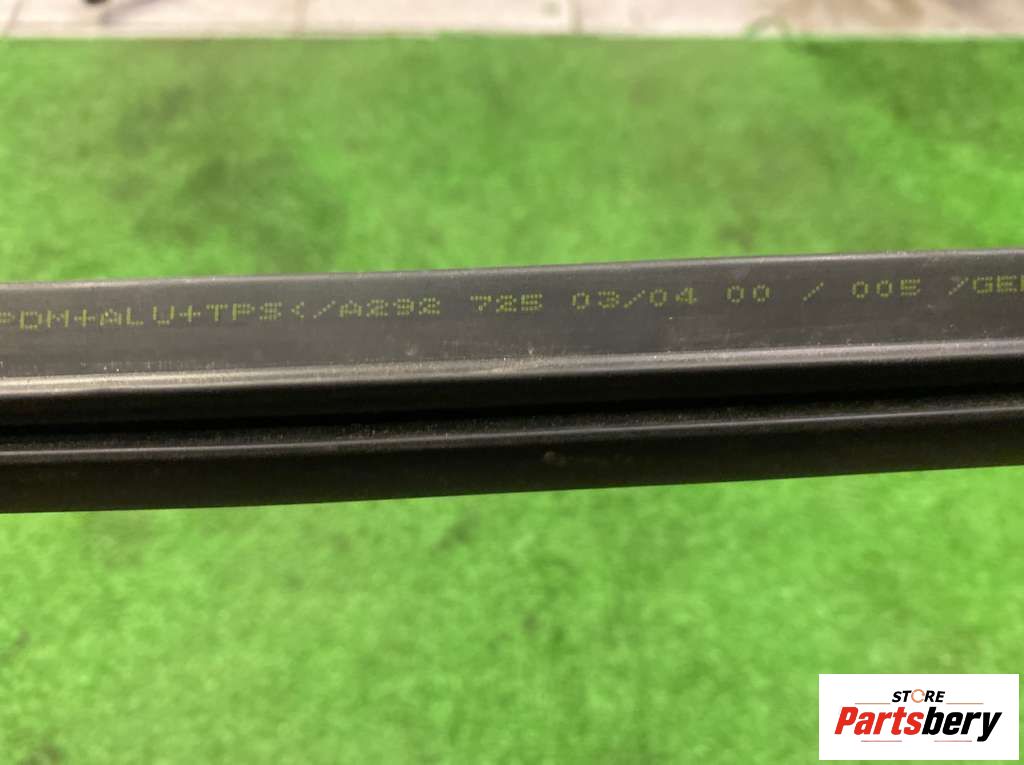 PDM+ALU+TPS</A292 725 03/04 00 / 005 /GE
STORE
Partsbery